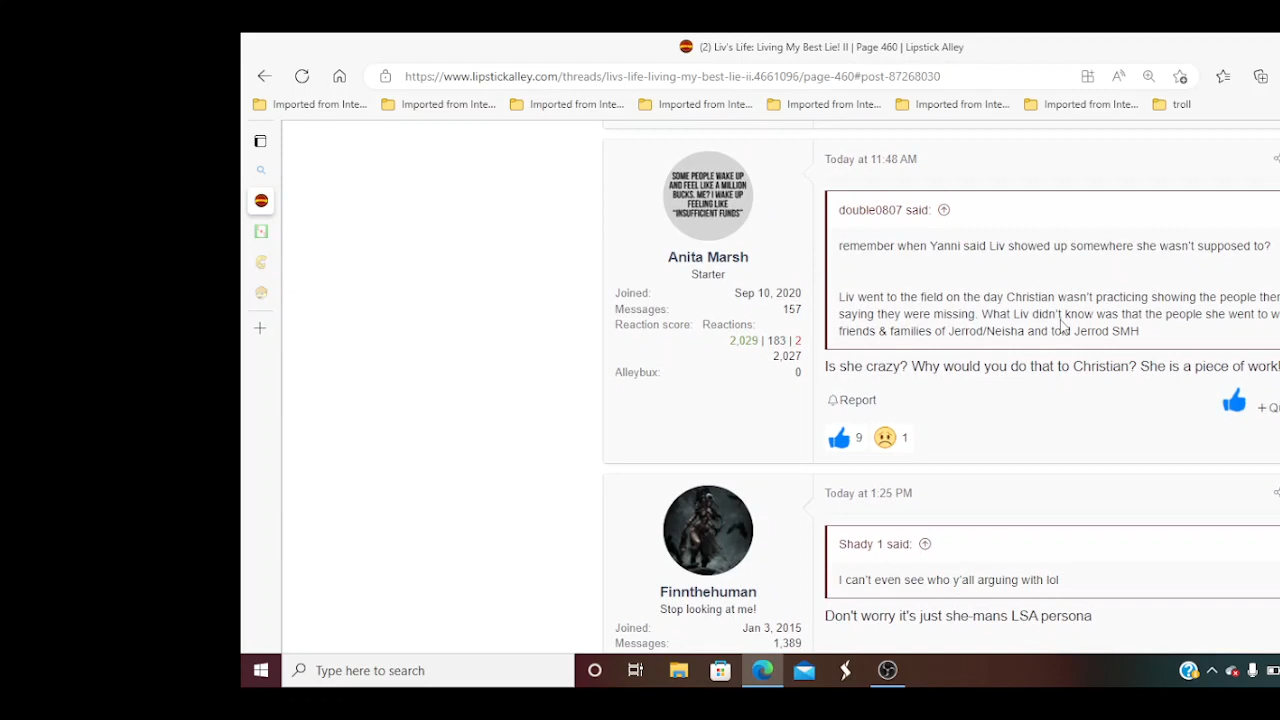 (2) Liv's Life: Living My Best Lie! II | Page 460 | Lipstick Alley
https://www.lipstickalley.com/threads/livs-life-living-my-best-lie-ii.4661096/page-460#post-87268030
Imported from Inte... Imported from Inte... Imported from Inte... Imported from Inte... Imported from Inte... Imported from Inte... Imported from Inte... troll
SOME PEOPLE WAKE UP
AND FEEL LIKE A MILLION
BUCKS. ME? I WAKE UP
FEELING LIKE
"INSUFFICIENT FUNDS"
Anita Marsh
Starter
Joined: Sep 10, 2020
Messages: 157
Reaction score: Reactions:
2,029 | 183 | 2
2,027
Alleybux: 0
Today at 11:48 AM
double0807 said:
remember when Yanni said Liv showed up somewhere she wasn't supposed to?
Liv went to the field on the day Christian wasn't practicing showing the people
saying they were missing. What Liv didn't know was that the people she went to
friends & families of Jerrod/Neisha and Jerrod SMH
Is she crazy? Why would you do that to Christian? She is a piece of work!
Report
9 1
Finnthehuman
Stop looking at me!
Joined: Jan 3, 2015
Messages: 1,389
Today at 1:25 PM
Shady 1 said:
I can't even see who y'all arguing with lol
Don't worry it's just she-mans LSA persona
Type here to search